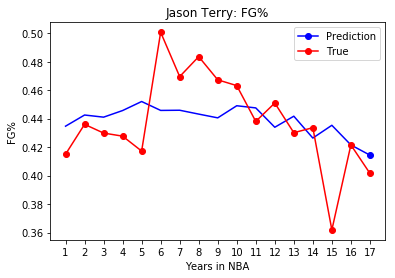 Jason Terry: FG%
Prediction
True
0.50
0.48
0.46
0.44
0.42
0.40
0.38
0.36
FG%
1 2 3 4 5 6 7 8 9 10 11 12 13 14 15 16 17
Years in NBA